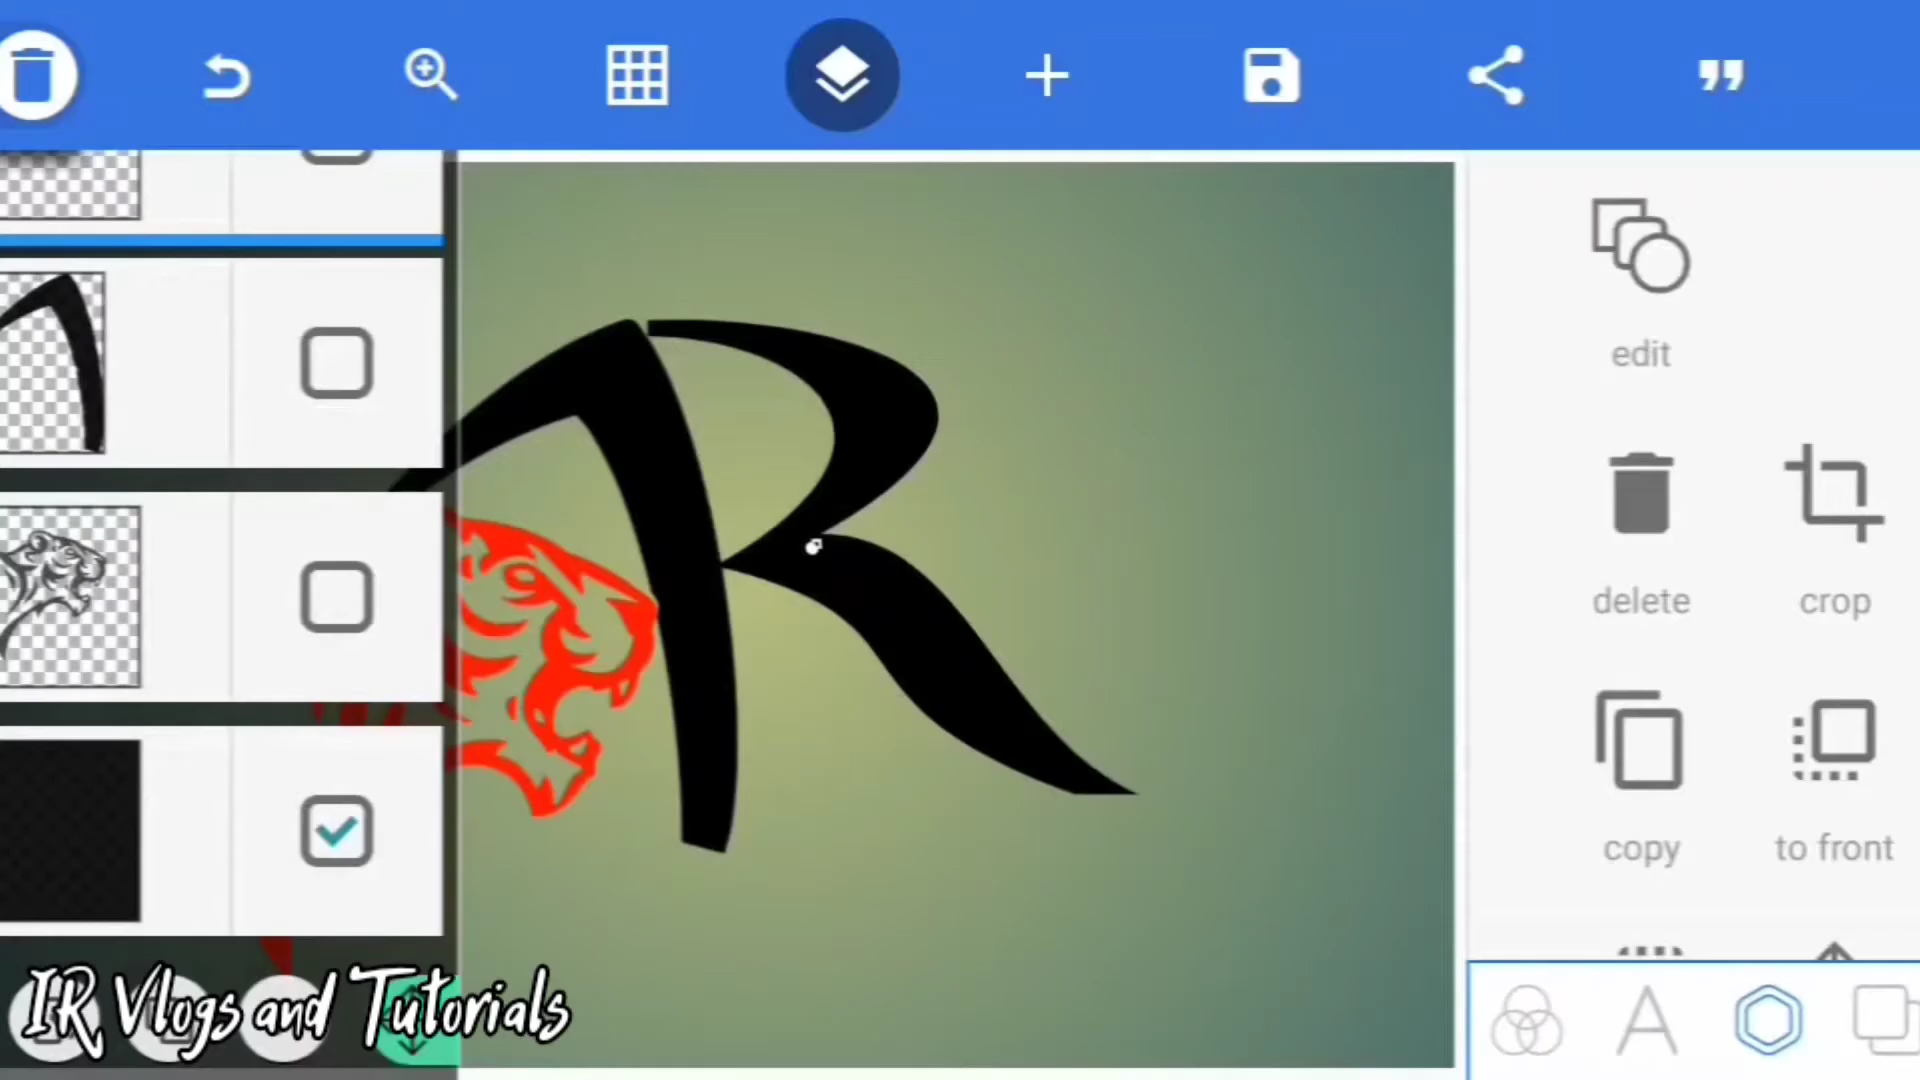 R
edit
delete
crop
copy
to front
IR Vlogs and Tutorials
A